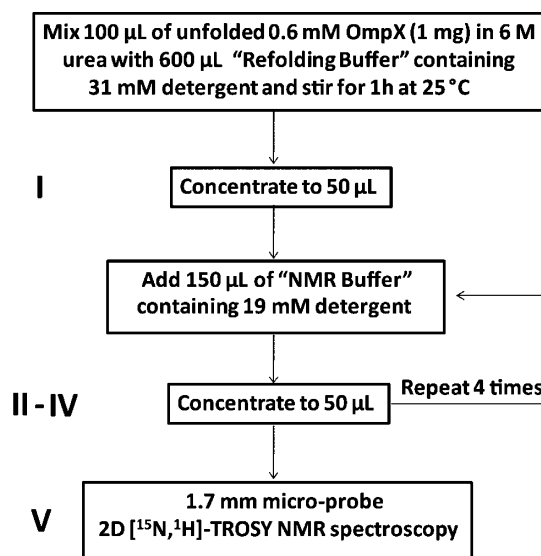 Mix 100 µL of unfolded 0.6 mM OmpX (1 mg) in 6 M
urea with 600 µL “Refolding Buffer” containing
31 mM detergent and stir for 1h at 25 °C
I
Concentrate to 50 µL
Add 150 µL of “NMR Buffer”
containing 19 mM detergent
II - IV
Concentrate to 50 µL
Repeat 4 times
V
1.7 mm micro-probe
2D [¹⁵N,¹H]-TROSY NMR spectroscopy